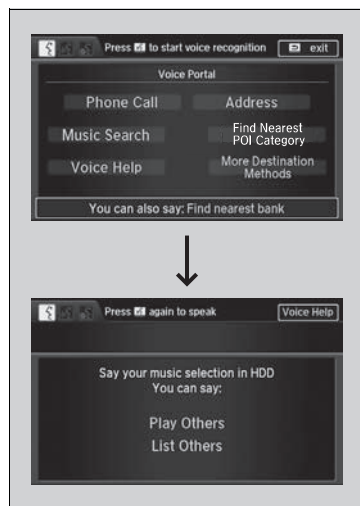 Press to start voice recognition
exit
Voice Portal
Phone Call
Address
Music Search
Find Nearest
POI Category
Voice Help
More Destination
Methods
You can also say: Find nearest bank
Press again to speak
Voice Help
Say your music selection in HDD
You can say:
Play Others
List Others